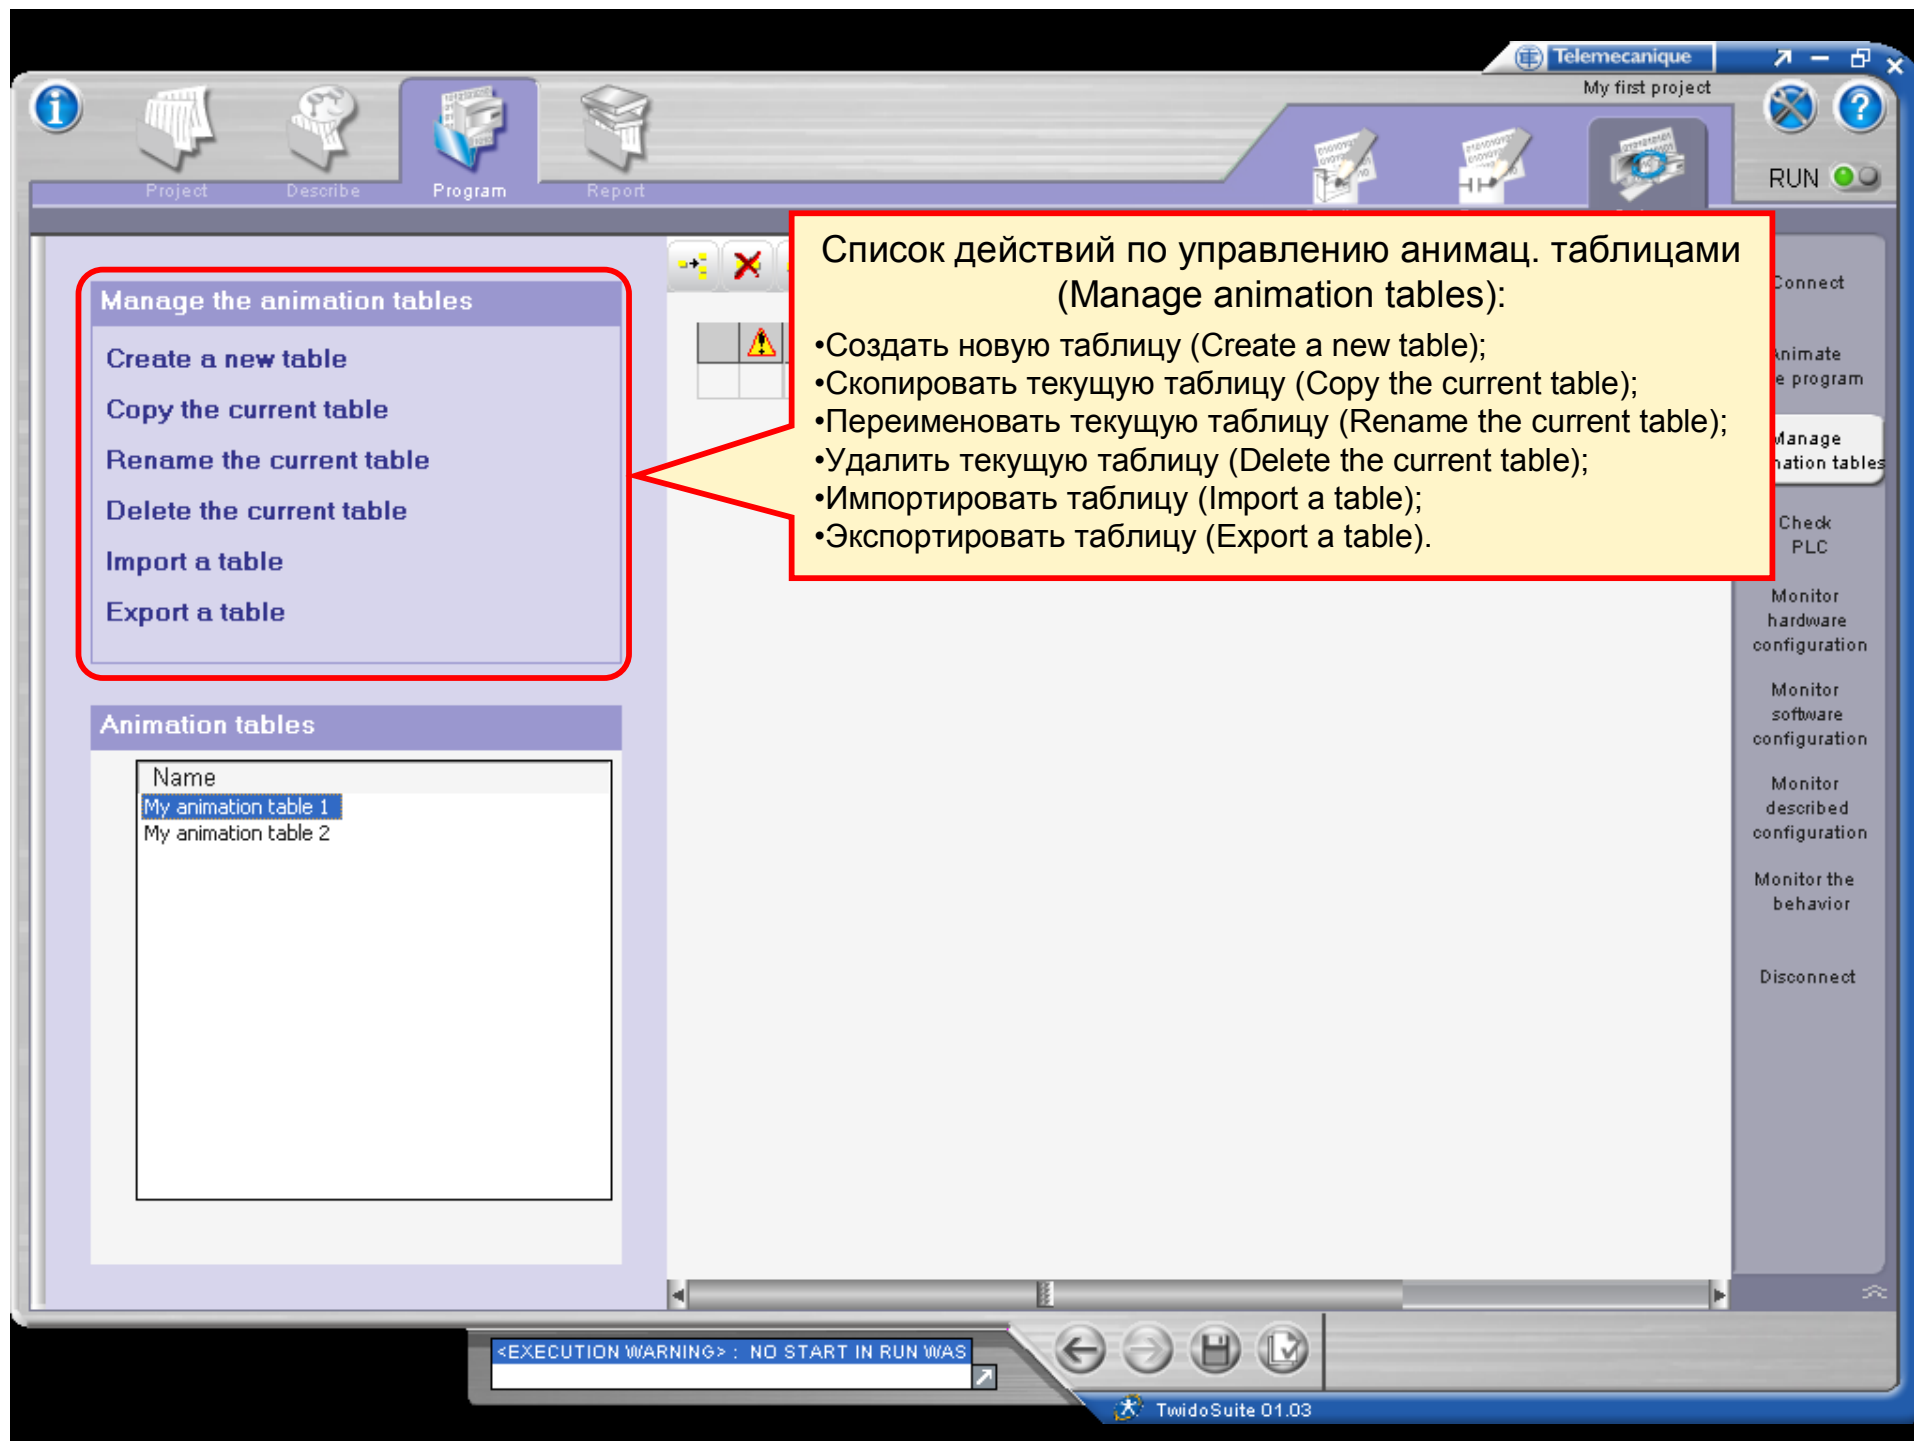 Telemecanique
My first project
Project
Describe
Program
Report
RUN
Manage the animation tables
Create a new table
Copy the current table
Rename the current table
Delete the current table
Import a table
Export a table
Список действий по управлению анимац. таблицами
(Manage animation tables):
•Создать новую таблицу (Create a new table);
•Скопировать текущую таблицу (Copy the current table);
•Переименовать текущую таблицу (Rename the current table);
•Удалить текущую таблицу (Delete the current table);
•Импортировать таблицу (Import a table);
•Экспортировать таблицу (Export a table).
Connect
Animate
program
Manage
tables
Check
PLC
Monitor
hardware
configuration
Monitor
software
configuration
Monitor
described
configuration
Monitor the
behavior
Disconnect
Animation tables
Name
My animation table 1
My animation table 2
<EXECUTION WARNING> : NO START IN RUN WAS
TwidoSuite 01.03